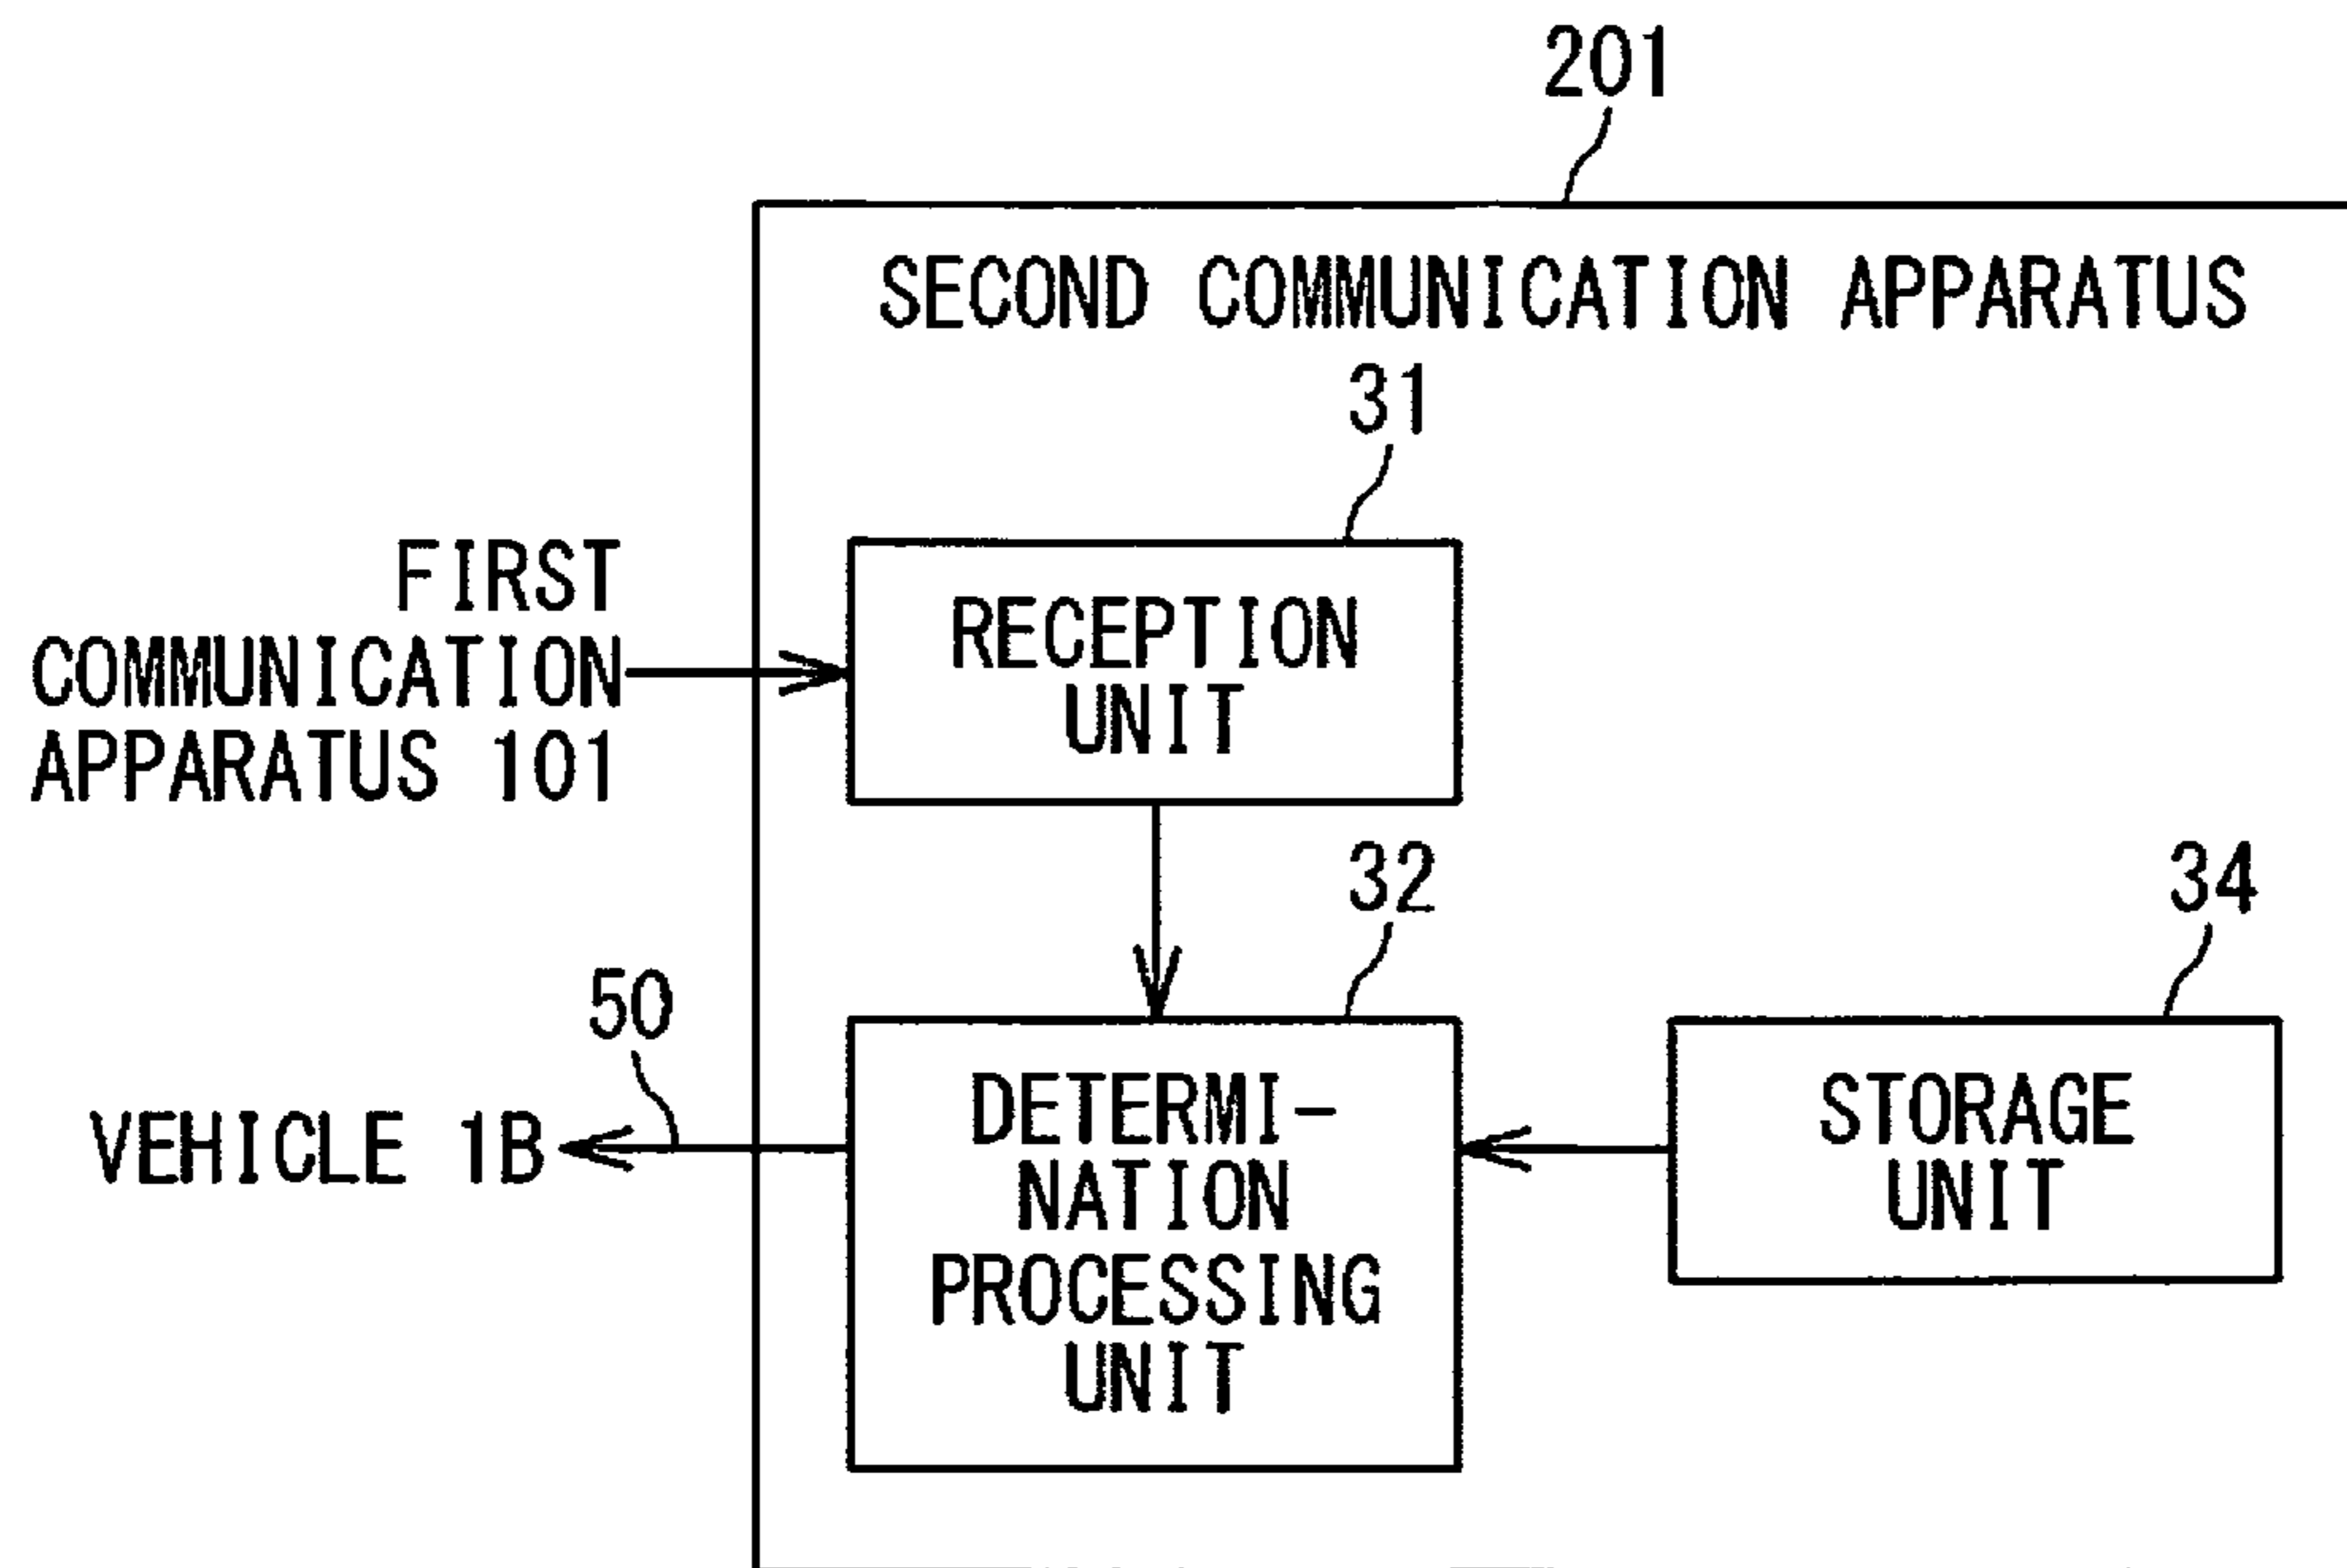 201
SECOND COMMUNICATION APPARATUS
31
FIRST
COMMUNICATION
APPARATUS 101
RECEPTION
UNIT
32
34
50
VEHICLE 1B
DETERMI-
NATION
PROCESSING
UNIT
STORAGE
UNIT